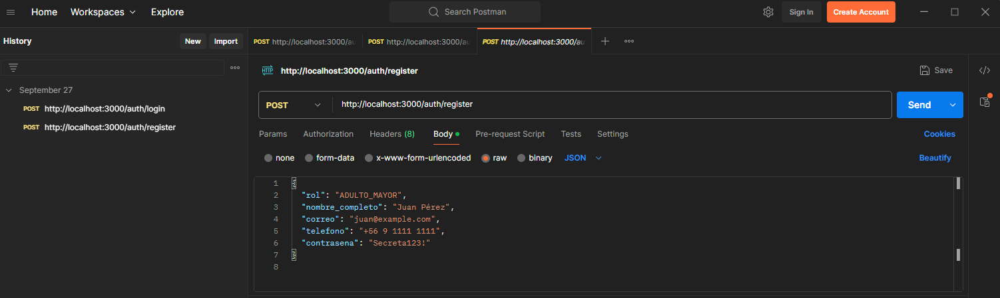 Home Workspaces Explore Search Postman Sign In Create Account
History New Import
POST http://localhost:3000/au POST http://localhost:3000/au POST http://localhost:3000/au
http://localhost:3000/auth/register Save
September 27
POST http://localhost:3000/auth/login
POST http://localhost:3000/auth/register
POST http://localhost:3000/auth/register Send
Params Authorization Headers (8) Body Pre-request Script Tests Settings Cookies
none form-data x-www-form-urlencoded raw binary JSON Beautify
1 {
2 "rol": "ADULTO_MAYOR",
3 "nombre_completo": "Juan Pérez",
4 "correo": "juan@example.com",
5 "telefono": "+56 9 1111 1111",
6 "contrasena": "Secreta123!"
7 }
8